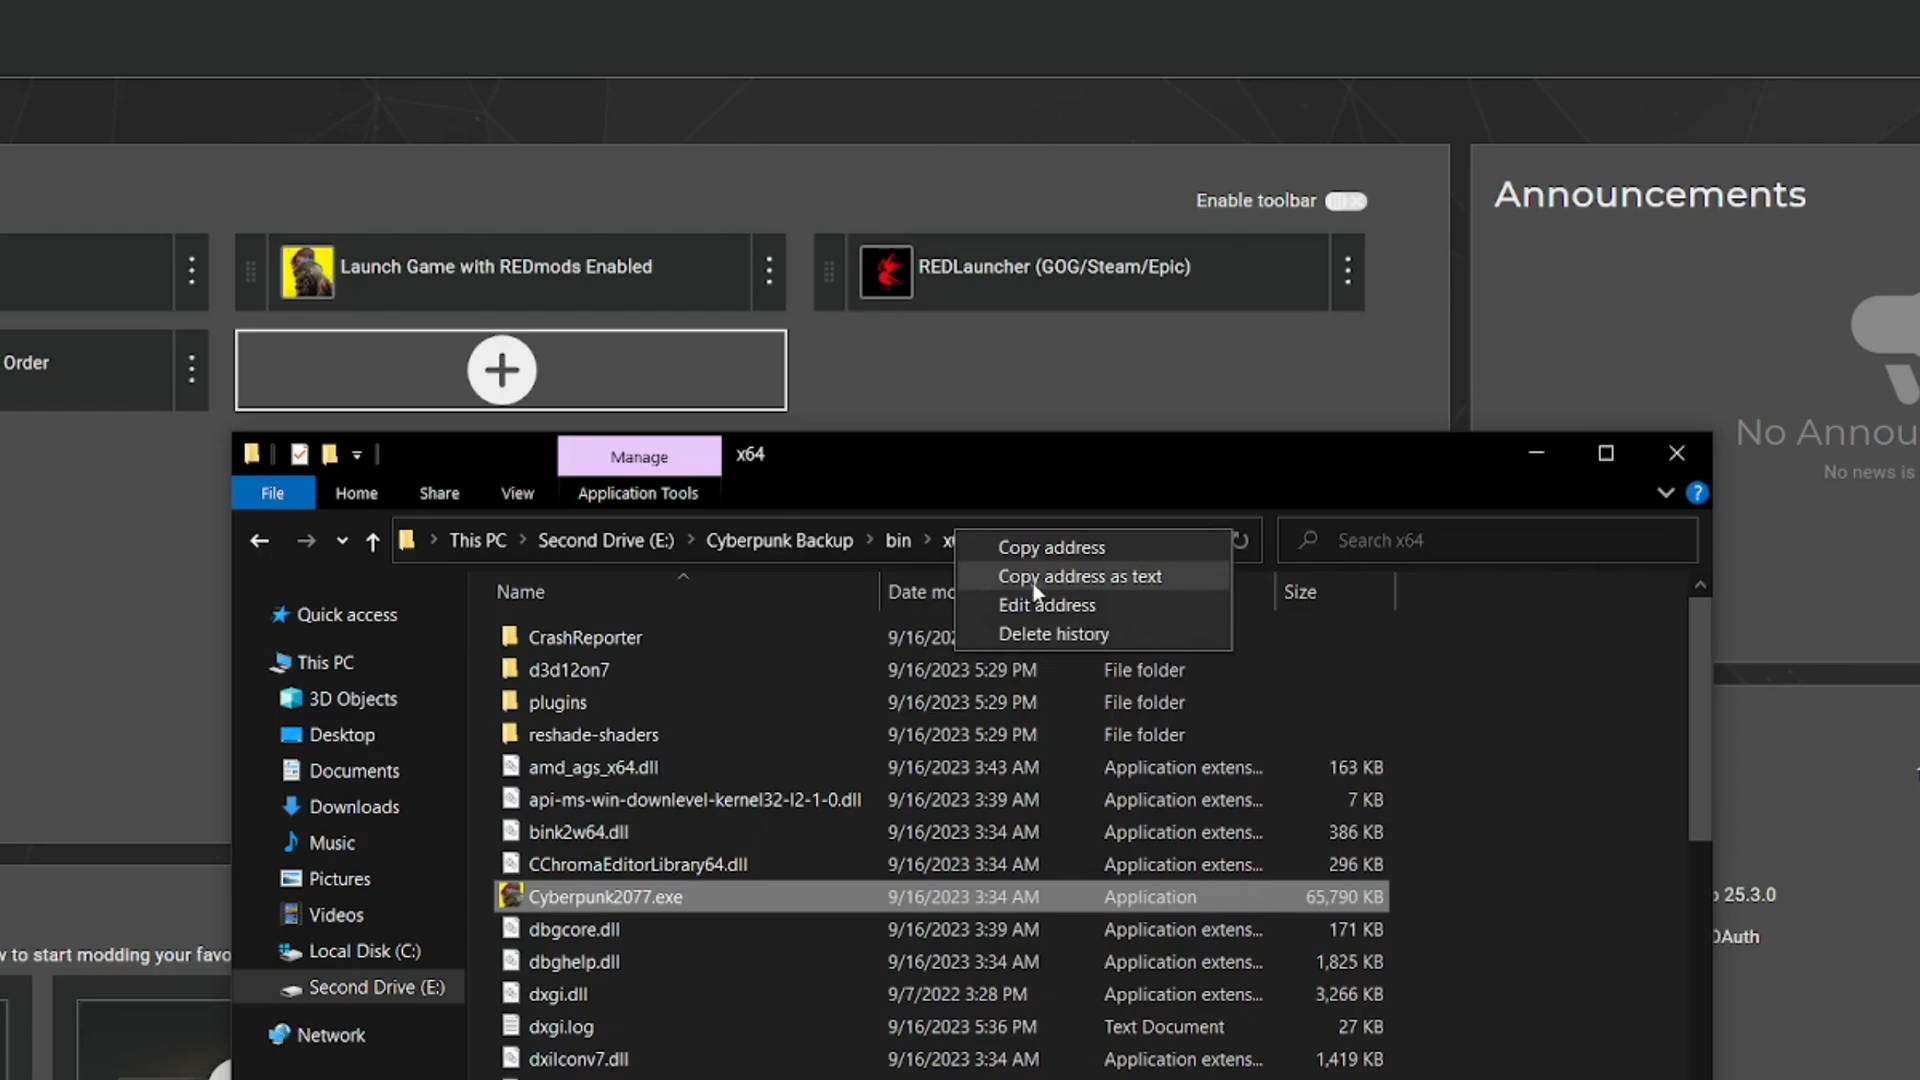 Enable toolbar
Announcements
Launch Game with REDmods Enabled
REDLauncher (GOG/Steam/Epic)
Order
No Annou
No news is
Manage
x64
File
Home
Share
View
Application Tools
This PC
Second Drive (E:)
Cyberpunk Backup
bin
Search x64
Copy address
Copy address as text
Edit address
Delete history
Name
Date mo
Size
Quick access
This PC
3D Objects
Desktop
Documents
Downloads
Music
Pictures
Videos
Local Disk (C:)
Second Drive (E:)
Network
CrashReporter 9/16/202
d3d12on7 9/16/2023 5:29 PM File folder
plugins 9/16/2023 5:29 PM File folder
reshade-shaders 9/16/2023 5:29 PM File folder
amd_ags_x64.dll 9/16/2023 3:43 AM Application extens... 163 KB
api-ms-win-downlevel-kernel32-l2-1-0.dll 9/16/2023 3:39 AM Application extens... 7 KB
bink2w64.dll 9/16/2023 3:34 AM Application extens... 386 KB
CChromaEditorLibrary64.dll 9/16/2023 3:34 AM Application extens... 296 KB
Cyberpunk2077.exe 9/16/2023 3:34 AM Application 65,790 KB
dbgcore.dll 9/16/2023 3:39 AM Application extens... 171 KB
dbghelp.dll 9/16/2023 3:34 AM Application extens... 1,825 KB
dxgi.dll 9/7/2022 3:28 PM Application extens... 3,266 KB
dxgi.log 9/16/2023 5:36 PM Text Document 27 KB
dxilconv7.dll 9/16/2023 3:34 AM Application extens... 1,419 KB
25.3.0
OAuth
w to start modding your favo